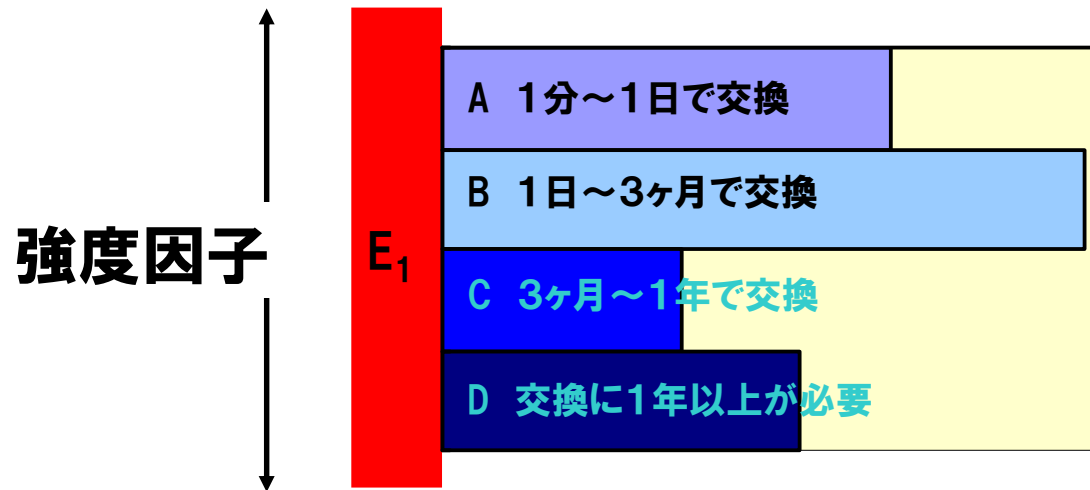 強度因子
E₁
A 1分～1日で交換
B 1日～3ヶ月で交換
C 3ヶ月～1年で交換
D 交換に1年以上が必要